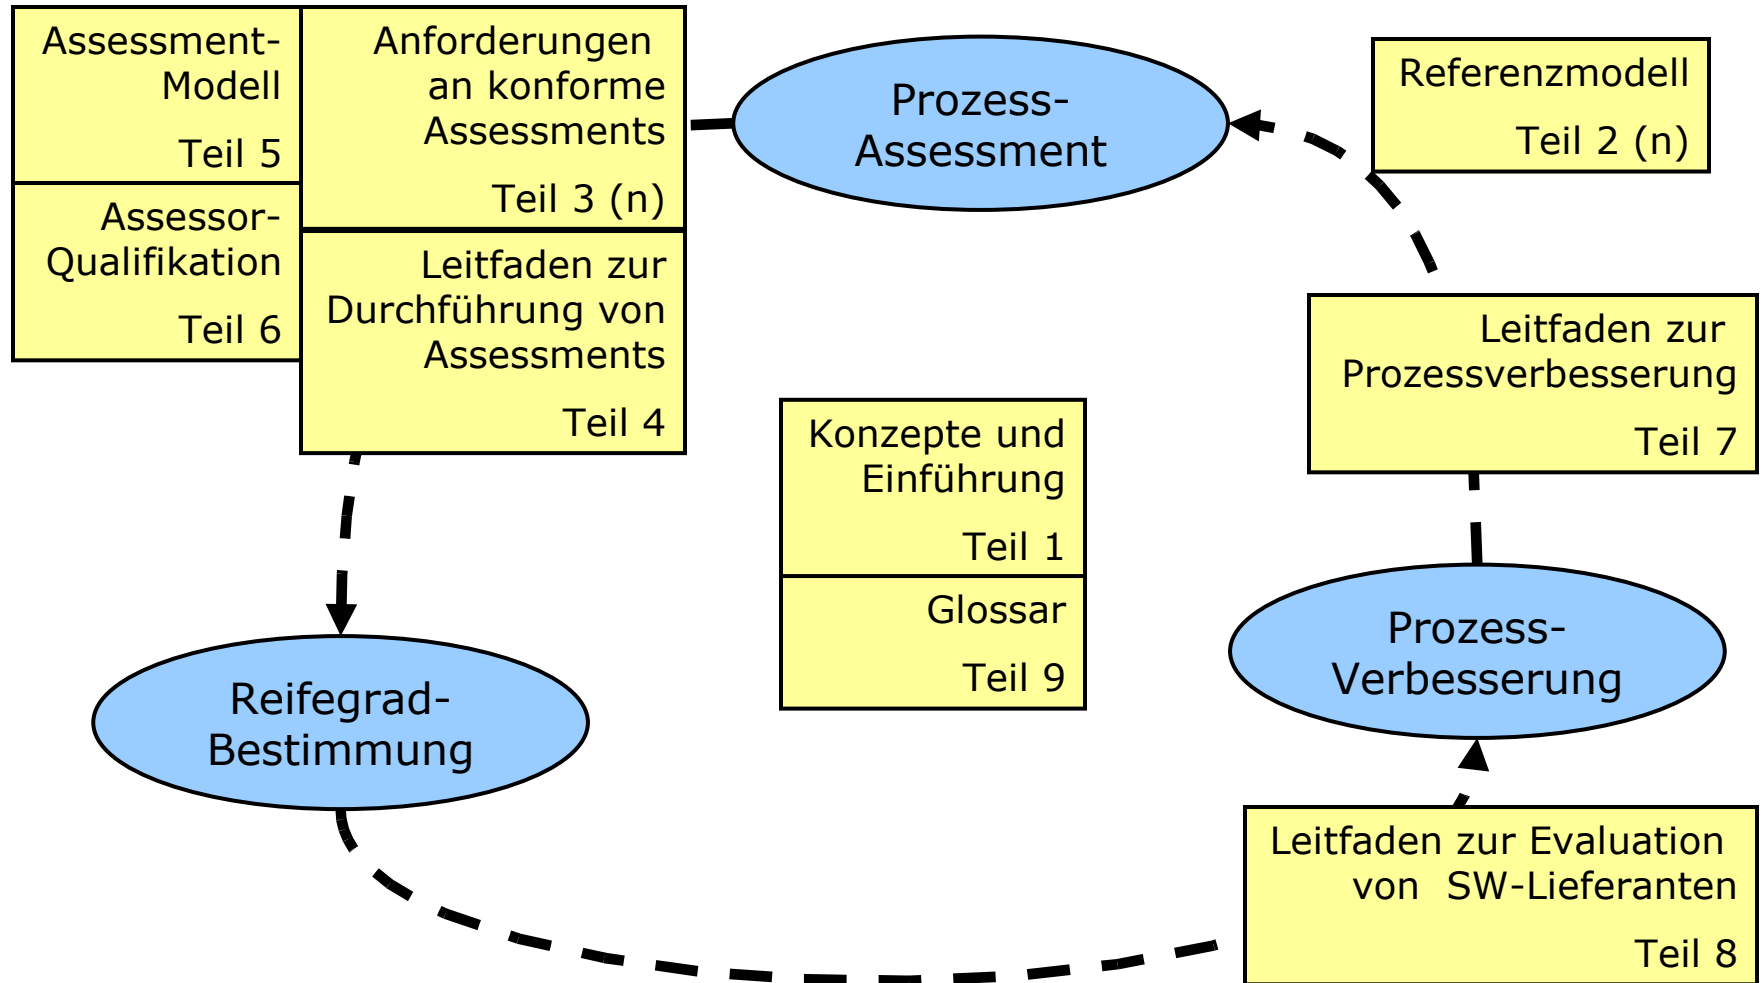 Assessment-
Modell
Teil 5
Assessor-
Qualifikation
Teil 6
Anforderungen
an konforme
Assessments
Teil 3 (n)
Leitfaden zur
Durchführung von
Assessments
Teil 4
Prozess-
Assessment
Referenzmodell
Teil 2 (n)
Leitfaden zur
Prozessverbesserung
Teil 7
Konzepte und
Einführung
Teil 1
Glossar
Teil 9
Prozess-
Verbesserung
Reifegrad-
Bestimmung
Leitfaden zur Evaluation
von SW-Lieferanten
Teil 8